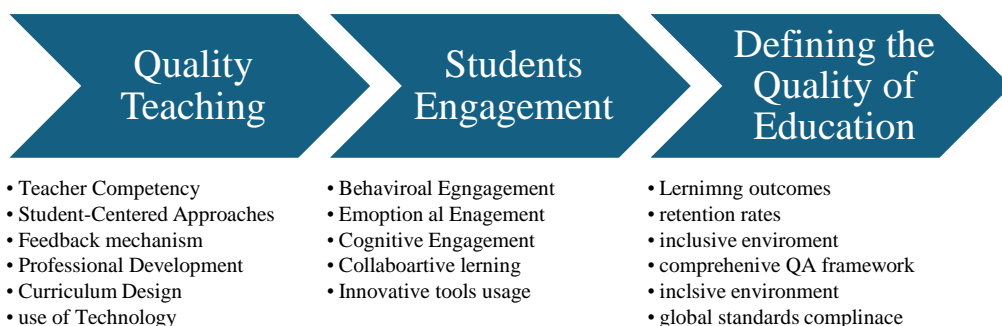 Quality
Teaching
• Teacher Competency
• Student-Centered Approaches
• Feedback mechanism
• Professional Development
• Curriculum Design
• use of Technology
Students
Engagement
• Behaviroal Egngagement
• Emoption al Enagement
• Cognitive Engagement
• Collaboartive lerning
• Innovative tools usage
Defining the
Quality of
Education
• Lernimng outcomes
• retention rates
• inclusive enviroment
• comprehenive QA framework
• inclsive environment
• global standards complinace